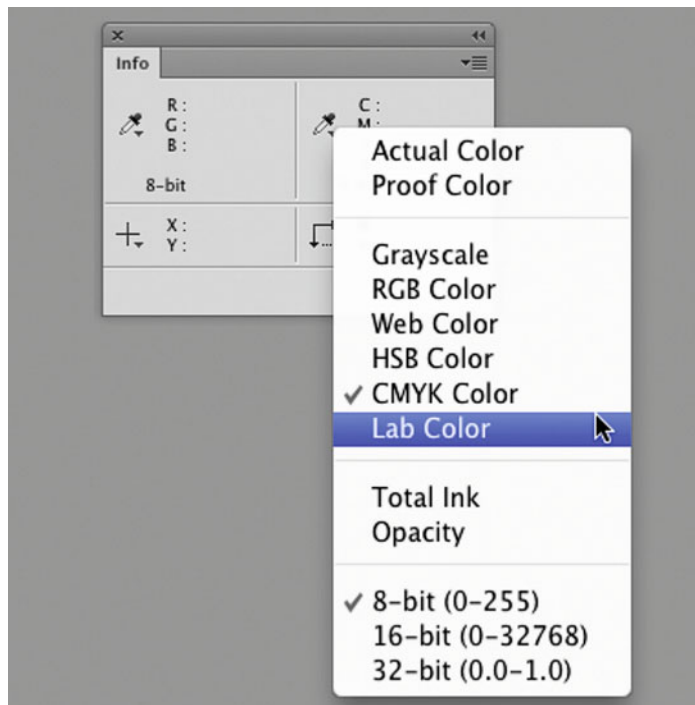 Info
R :
G :
B :
8-bit
C :
M :
X :
Y :
Actual Color
Proof Color
Grayscale
RGB Color
Web Color
HSB Color
CMYK Color
Lab Color
Total Ink
Opacity
8-bit (0-255)
16-bit (0-32768)
32-bit (0.0-1.0)